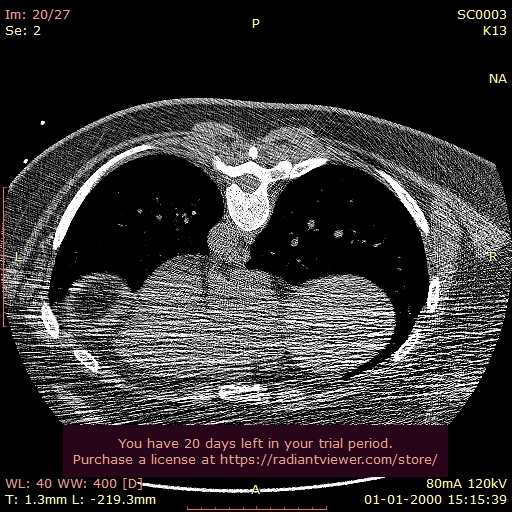 Im: 20/27
Se: 2
P
SC0003
K13
NA
L
R
You have 20 days left in your trial period.
Purchase a license at https://radiantviewer.com/store/
WL: 40 WW: 400 [D]
T: 1.3mm L: -219.3mm
A
80mA 120kV
01-01-2000 15:15:39